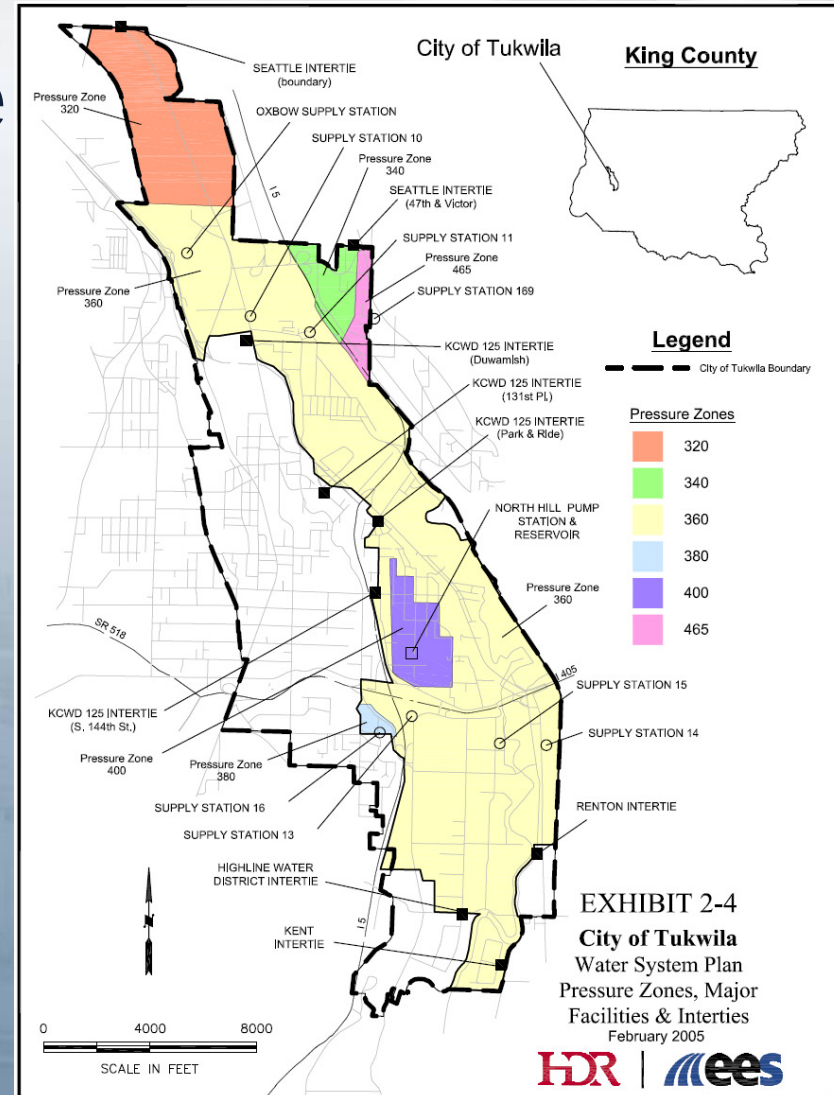 e
City of Tukwila
King County
SEATTLE INTERTIE
(boundary)
Pressure Zone
320
OXBOW SUPPLY STATION
SUPPLY STATION 10
Pressure Zone
340
I 5
SEATTLE INTERTIE
(47th & Victor)
SUPPLY STATION 11
Pressure Zone
465
Pressure Zone
360
SUPPLY STATION 169
Legend
City of Tukwila Boundary
KCWD 125 INTERTIE
(Duwamish)
KCWD 125 INTERTIE
(131st Pl.)
KCWD 125 INTERTIE
(Park & Ride)
Pressure Zones
320
340
360
380
400
465
NORTH HILL PUMP
STATION &
RESERVOIR
Pressure Zone
360
SR 518
I 405
KCWD 125 INTERTIE
(S. 144th St.)
SUPPLY STATION 15
SUPPLY STATION 14
Pressure Zone
400
Pressure Zone
380
SUPPLY STATION 16
SUPPLY STATION 13
RENTON INTERTIE
HIGHLINE WATER
DISTRICT INTERTIE
I 5
KENT
INTERTIE
N
EXHIBIT 2-4
City of Tukwila
Water System Plan
Pressure Zones, Major
Facilities & Interties
February 2005
0 4000 8000
SCALE IN FEET
HDR
ees